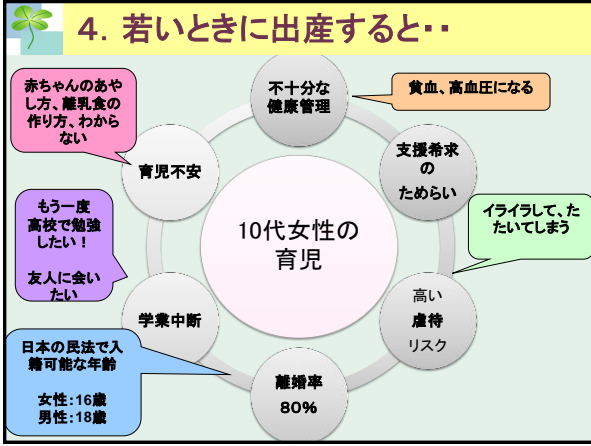 4. 若いときに出産すると・・
赤ちゃんのあや
し方、離乳食の
作り方、わから
ない
不十分な
健康管理
貧血、高血圧になる
育児不安
支援希求
の
ためらい
もう一度
高校で勉強
したい！
友人に会い
たい
10代女性の
育児
イライラして、た
たいてしまう
学業中断
高い
虐待
リスク
日本の民法で入
籍可能な年齢
女性：16歳
男性：18歳
離婚率
80%